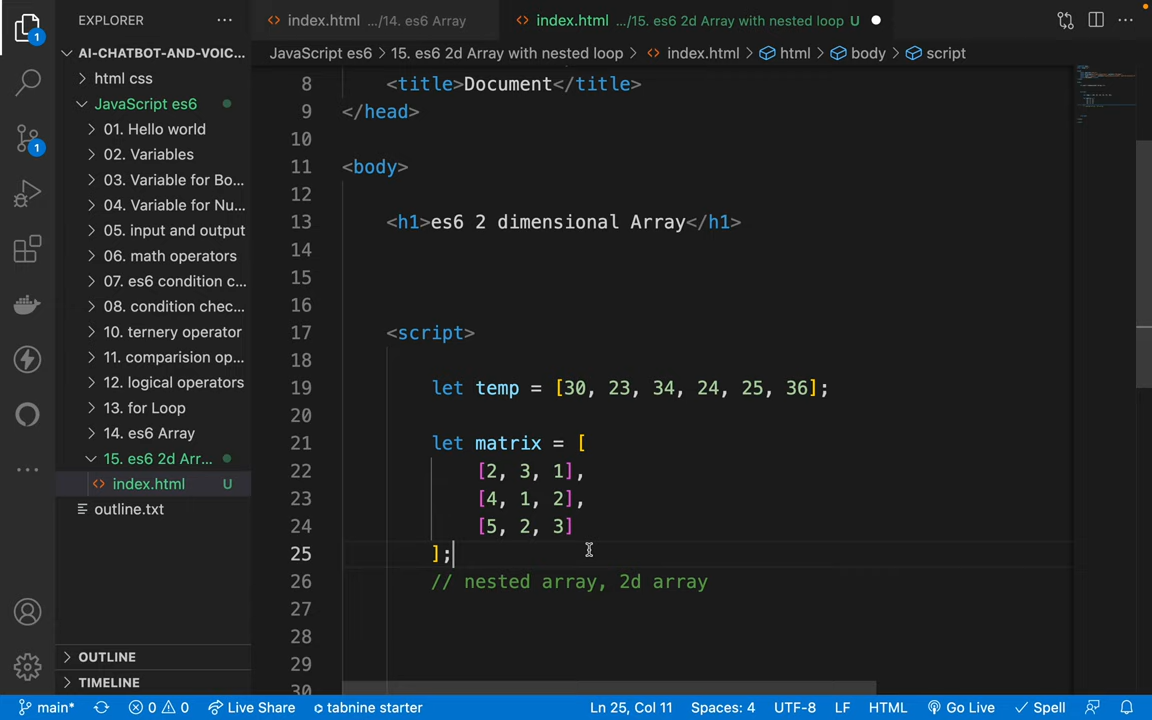 EXPLORER
AI-CHATBOT-AND-VOIC...
html css
JavaScript es6
01. Hello world
02. Variables
03. Variable for Bo...
04. Variable for Nu...
05. input and output
06. math operators
07. es6 condition c...
08. condition chec...
10. ternery operator
11. comparision op...
12. logical operators
13. for Loop
14. es6 Array
15. es6 2d Arr...
index.html U
outline.txt
OUTLINE
TIMELINE
1
1
index.html .../14. es6 Array
index.html .../15. es6 2d Array with nested loop U
JavaScript es6 > 15. es6 2d Array with nested loop > index.html > html > body > script
8 <title>Document</title>
9 </head>
10
11 <body>
12
13 <h1>es6 2 dimensional Array</h1>
14
15
16
17 <script>
18
19 let temp = [30, 23, 34, 24, 25, 36];
20
21 let matrix = [
22 [2, 3, 1],
23 [4, 1, 2],
24 [5, 2, 3]
25 ];
26 // nested array, 2d array
27
28
29
30
main* 0 0 Live Share tabnine starter Ln 25, Col 11 Spaces: 4 UTF-8 LF HTML Go Live Spell